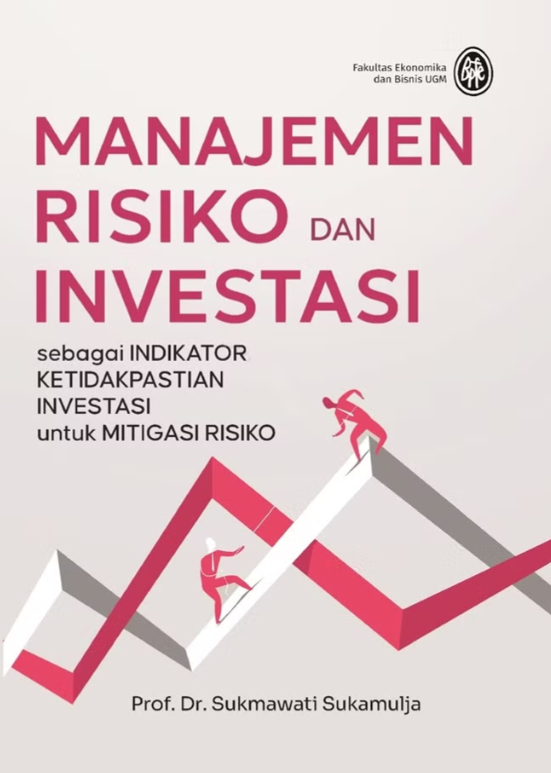 Fakultas Ekonomika
dan Bisnis UGM
MANAJEMEN
RISIKO DAN
INVESTASI
sebagai INDIKATOR
KETIDAKPASTIAN
INVESTASI
untuk MITIGASI RISIKO
Prof. Dr. Sukmawati Sukamulja